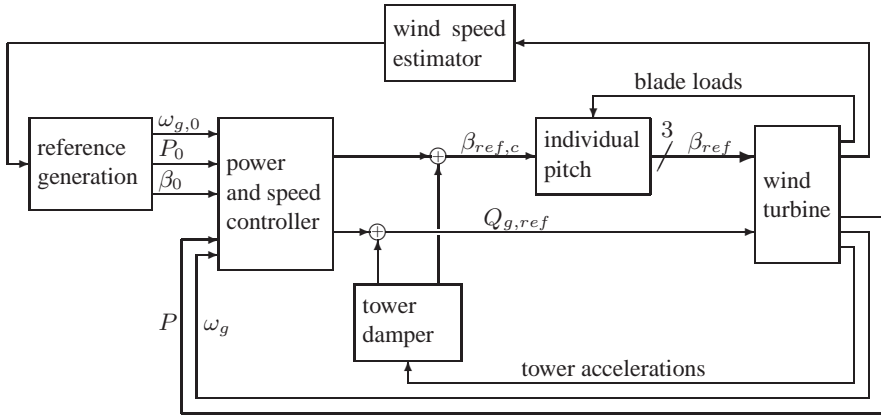 wind speed
estimator
blade loads
reference
generation
ω_{g,0}
P_0
β_0
power
and speed
controller
β_{ref,c}
individual
pitch
3
β_{ref}
wind
turbine
Q_{g,ref}
P
ω_g
tower
damper
tower accelerations